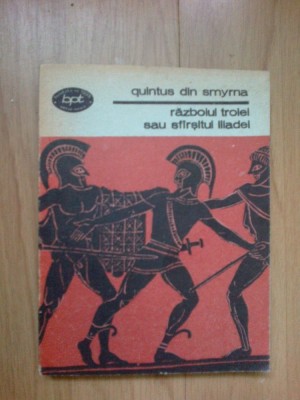 bpt
quintus din smyrna
războiul troiei
sau sfîrșitul iliadei